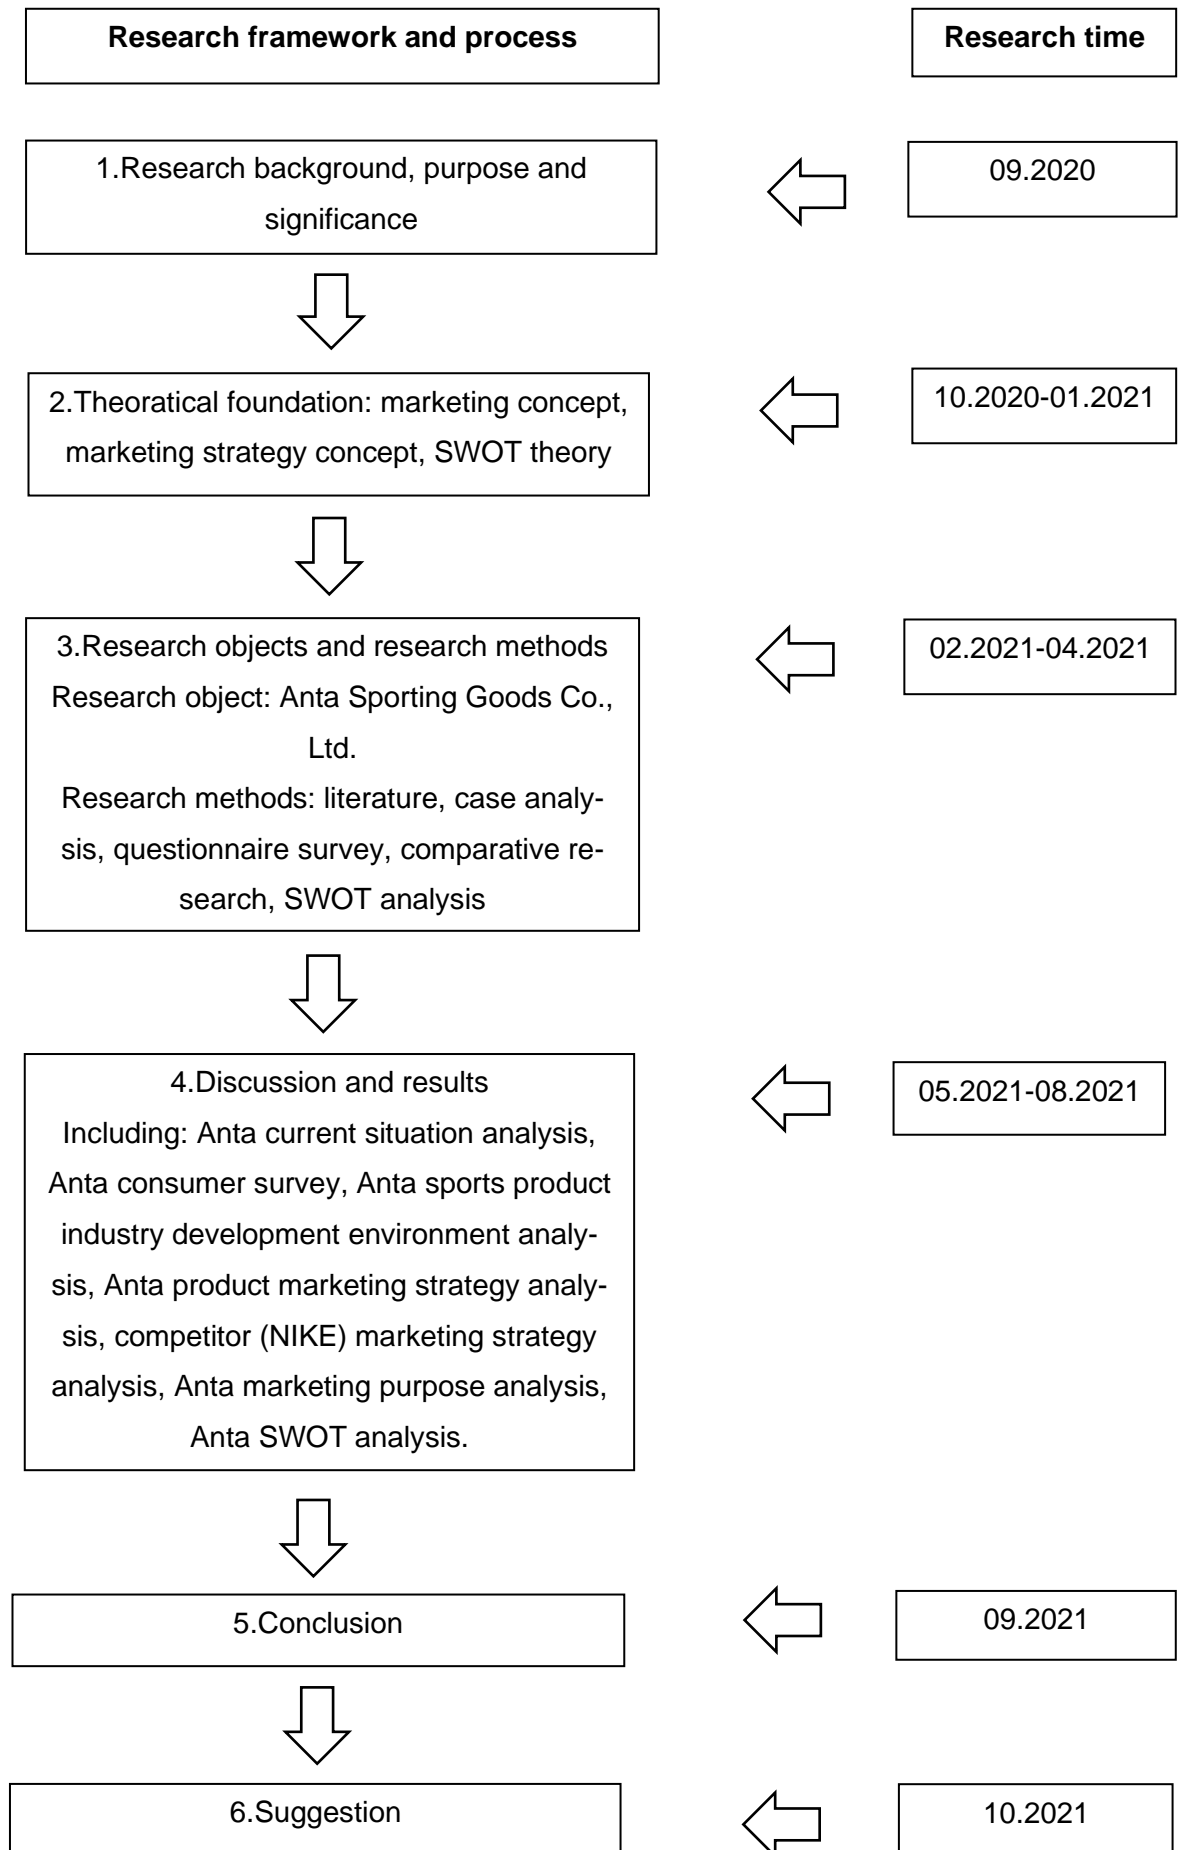 Research framework and process
Research time
1.Research background, purpose and
significance
09.2020
2.Theoratical foundation: marketing concept,
marketing strategy concept, SWOT theory
10.2020-01.2021
3.Research objects and research methods
Research object: Anta Sporting Goods Co.,
Ltd.
Research methods: literature, case analy-
sis, questionnaire survey, comparative re-
search, SWOT analysis
02.2021-04.2021
4.Discussion and results
Including: Anta current situation analysis,
Anta consumer survey, Anta sports product
industry development environment analy-
sis, Anta product marketing strategy analy-
sis, competitor (NIKE) marketing strategy
analysis, Anta marketing purpose analysis,
Anta SWOT analysis.
05.2021-08.2021
5.Conclusion
09.2021
6.Suggestion
10.2021